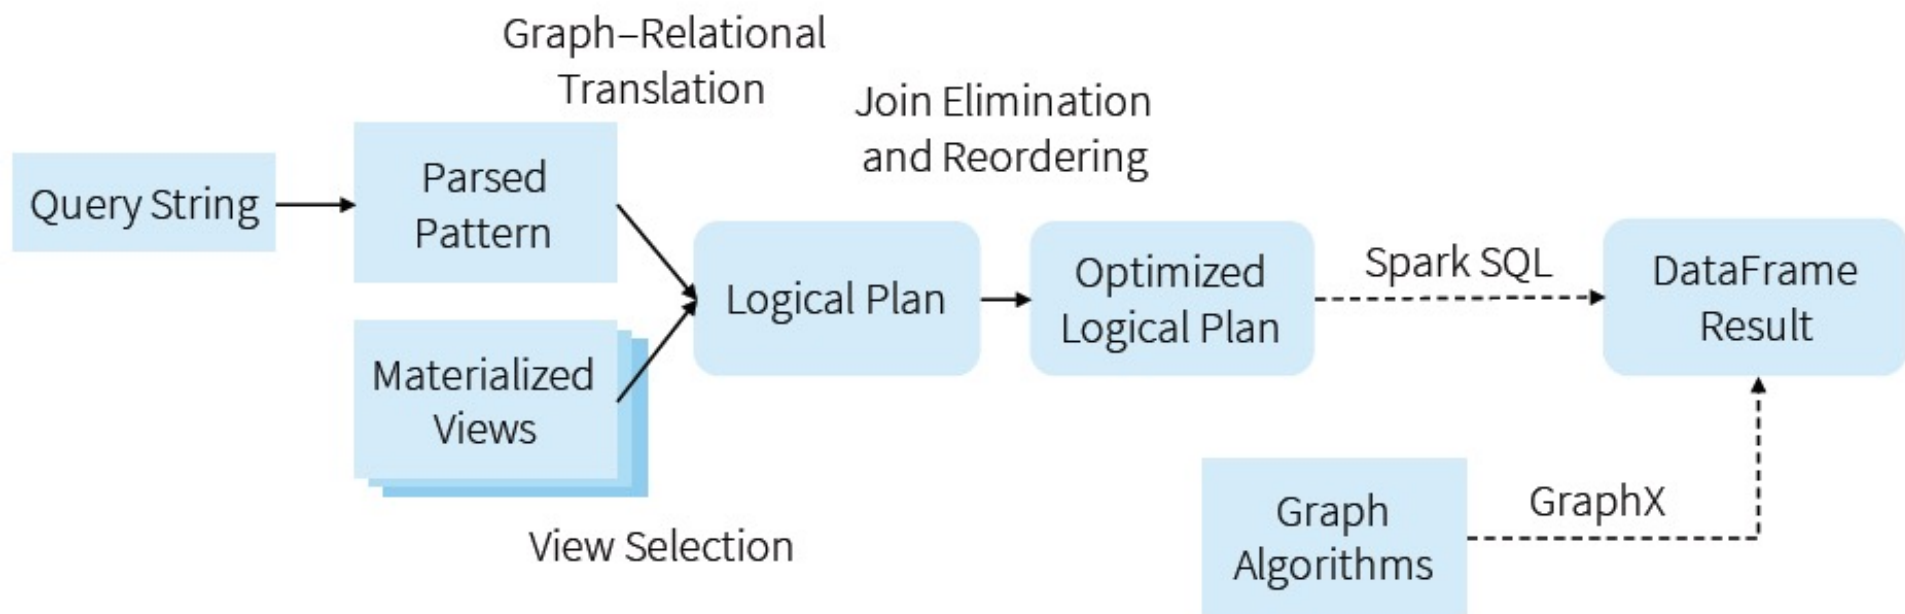 Graph–Relational
Translation
Join Elimination
and Reordering
Query String
Parsed
Pattern
Logical Plan
Optimized
Logical Plan
Spark SQL
DataFrame
Result
Materialized
Views
View Selection
Graph
Algorithms
GraphX